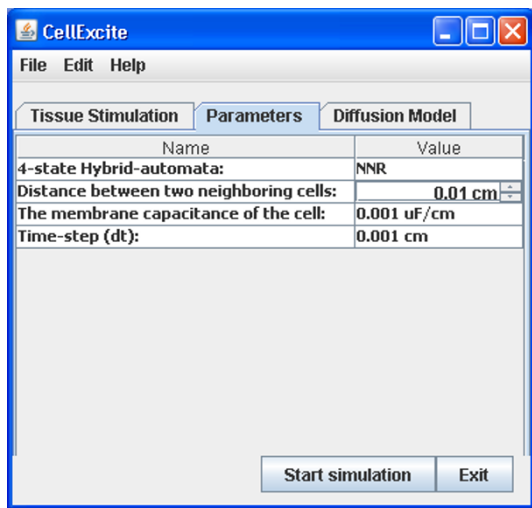 CellExcite
File Edit Help
Tissue Stimulation Parameters Diffusion Model
Name Value
4-state Hybrid-automata: NNR
Distance between two neighboring cells: 0.01 cm
The membrane capacitance of the cell: 0.001 uF/cm
Time-step (dt): 0.001 cm
Start simulation Exit